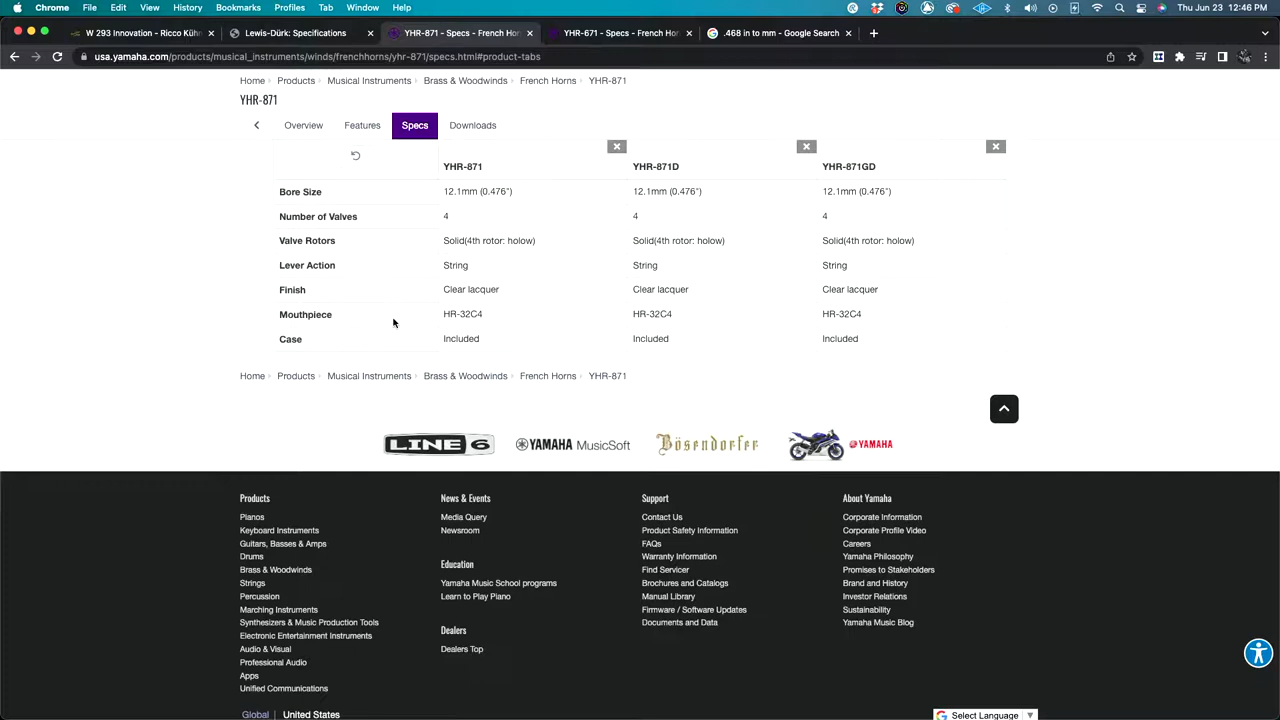 Chrome File Edit View History Bookmarks Profiles Tab Window Help Thu Jun 23 12:46 PM
W 293 Innovation - Ricco Kühn Lewis-Dürk: Specifications YHR-871 - Specs - French Horn YHR-671 - Specs - French Horn .468 in to mm - Google Search
usa.yamaha.com/products/musical_instruments/winds/frenchhorns/yhr-871/specs.html#product-tabs
Home Products Musical Instruments Brass & Woodwinds French Horns YHR-871
YHR-871
Overview Features Specs Downloads
YHR-871 YHR-871D YHR-871GD
Bore Size 12.1mm (0.476") 12.1mm (0.476") 12.1mm (0.476")
Number of Valves 4 4 4
Valve Rotors Solid(4th rotor: holow) Solid(4th rotor: holow) Solid(4th rotor: holow)
Lever Action String String String
Finish Clear lacquer Clear lacquer Clear lacquer
Mouthpiece HR-32C4 HR-32C4 HR-32C4
Case Included Included Included
Home Products Musical Instruments Brass & Woodwinds French Horns YHR-871
LINE 6 YAMAHA MusicSoft Bösendorfer YAMAHA
Products News & Events Support About Yamaha
Pianos Media Query Contact Us Corporate Information
Keyboard Instruments Newsroom Product Safety Information Corporate Profile Video
Guitars, Basses & Amps FAQs Careers
Drums Warranty Information Yamaha Philosophy
Education
Brass & Woodwinds Find Servicer Promises to Stakeholders
Strings Yamaha Music School programs Brochures and Catalogs Brand and History
Percussion Learn to Play Piano Manual Library Investor Relations
Marching Instruments Firmware / Software Updates Sustainability
Synthesizers & Music Production Tools Documents and Data Yamaha Music Blog
Dealers
Electronic Entertainment Instruments
Audio & Visual Dealers Top
Professional Audio
Apps
Unified Communications
Global | United States Select Language